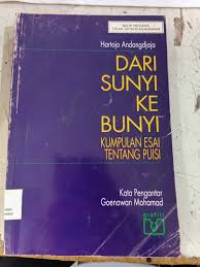 Hartojo Andangdjaja
DARI
SUNYI
KE
BUNYI
KUMPULAN ESAI
TENTANG PUISI
Kata Pengantar
Goenawan Mohamad